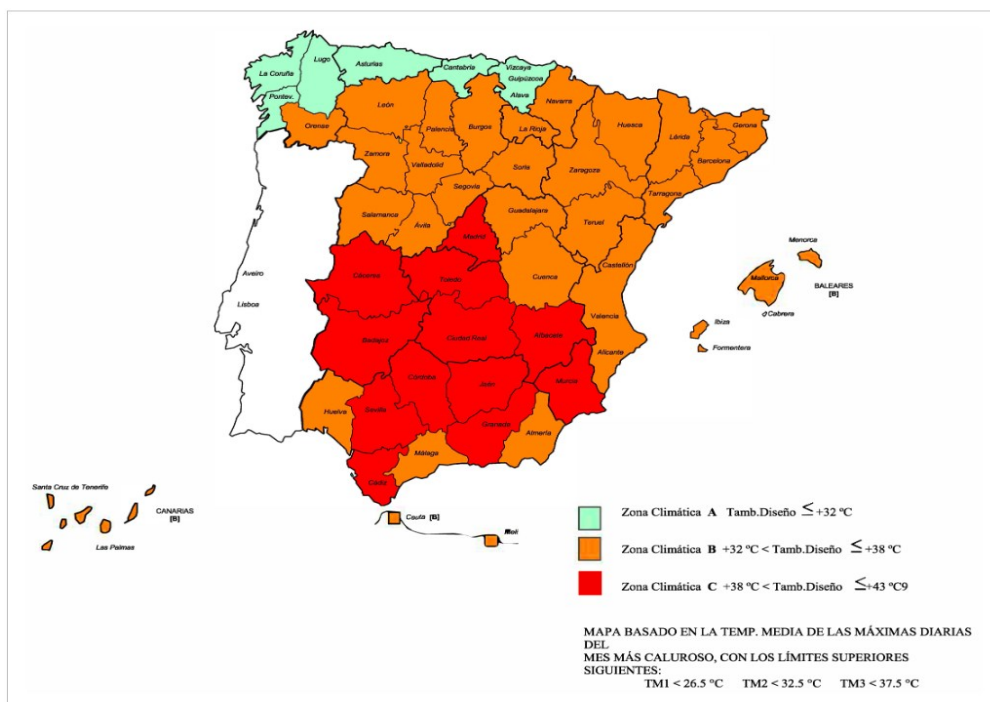 La Coruña
Lugo
Asturias
Cantabria
Vizcaya
Guipúzcoa
Alava
Pontev.
Orense
León
Palencia
Burgos
Navarra
La Rioja
Huesca
Lérida
Gerona
Barcelona
Zamora
Valladolid
Soria
Zaragoza
Tarragona
Segovia
Salamanca
Ávila
Guadalajara
Teruel
Madrid
Castellón
Menorca
Mallorca
BALEARES
[B]
Cabrera
Ibiza
Formentera
Aveiro
Lisboa
Cáceres
Toledo
Cuenca
Valencia
Badajoz
Ciudad Real
Albacete
Alicante
Córdoba
Jaén
Murcia
Huelva
Sevilla
Granada
Almería
Málaga
Cádiz
Santa Cruz de Tenerife
CANARIAS
[B]
Las Palmas
Ceuta [B]
Zona Climática A Tamb.Diseño ≤ +32 ºC
Zona Climática B +32 ºC < Tamb.Diseño ≤ +38 ºC
Zona Climática C +38 ºC < Tamb.Diseño ≤ +43 ºC9
MAPA BASADO EN LA TEMP. MEDIA DE LAS MÁXIMAS DIARIAS
DEL
MES MÁS CALUROSO, CON LOS LÍMITES SUPERIORES
SIGUIENTES:
TM1 < 26.5 ºC TM2 < 32.5 ºC TM3 < 37.5 ºC